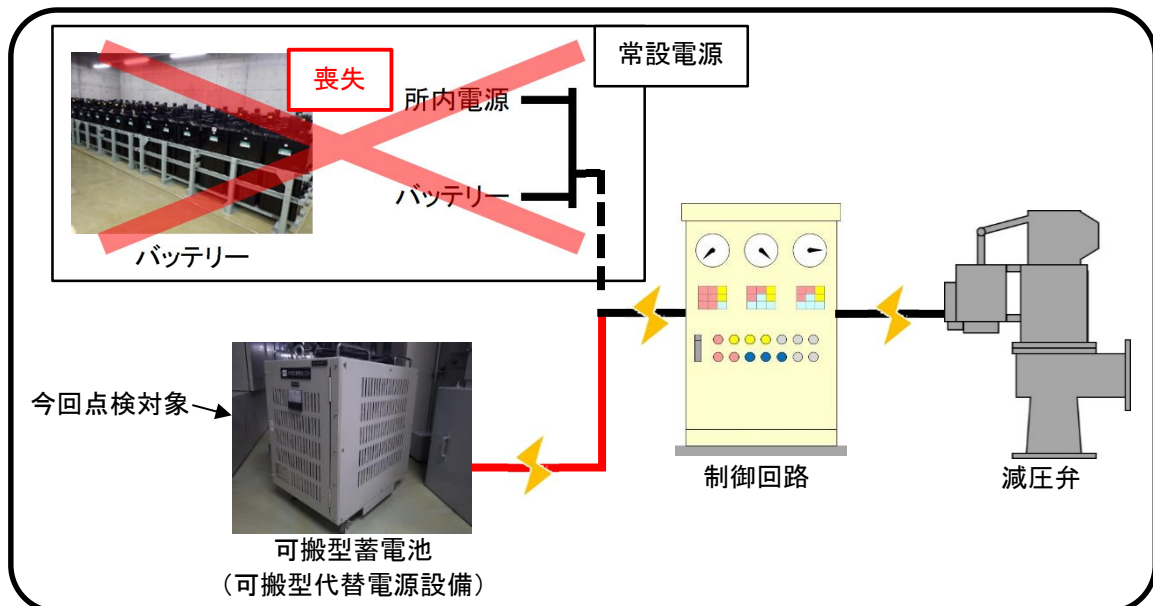 常設電源
喪失
所内電源
バッテリー
バッテリー
今回点検対象
制御回路
減圧弁
可搬型蓄電池
（可搬型代替電源設備）